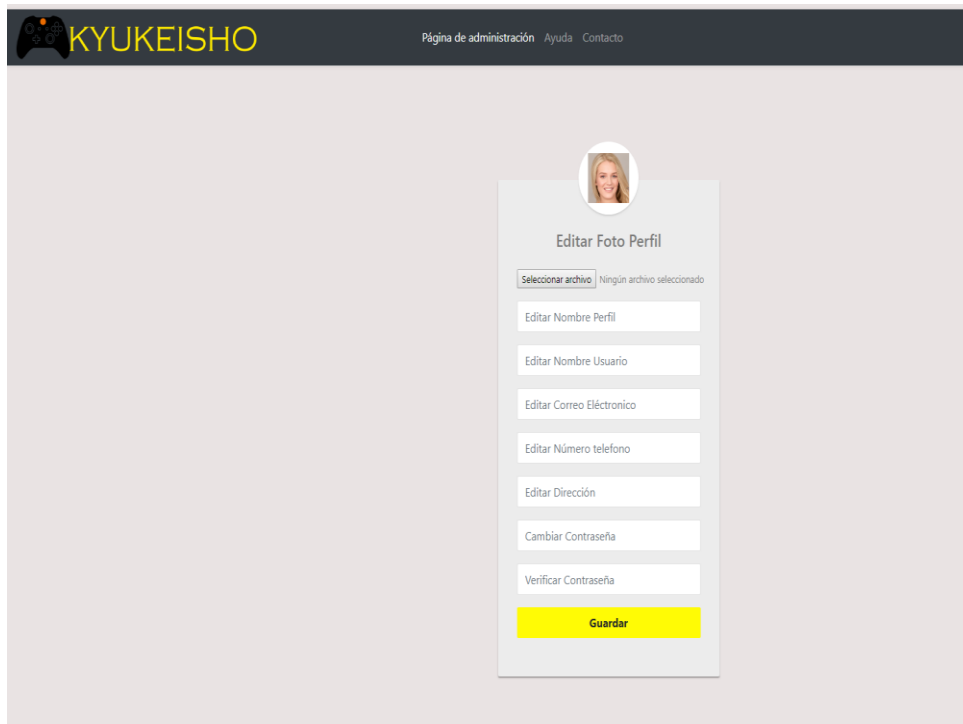 KYUKEISHO
Página de administración Ayuda Contacto
Editar Foto Perfil
Seleccionar archivo Ningún archivo seleccionado
Editar Nombre Perfil
Editar Nombre Usuario
Editar Correo Eléctronico
Editar Número telefono
Editar Dirección
Cambiar Contraseña
Verificar Contraseña
Guardar